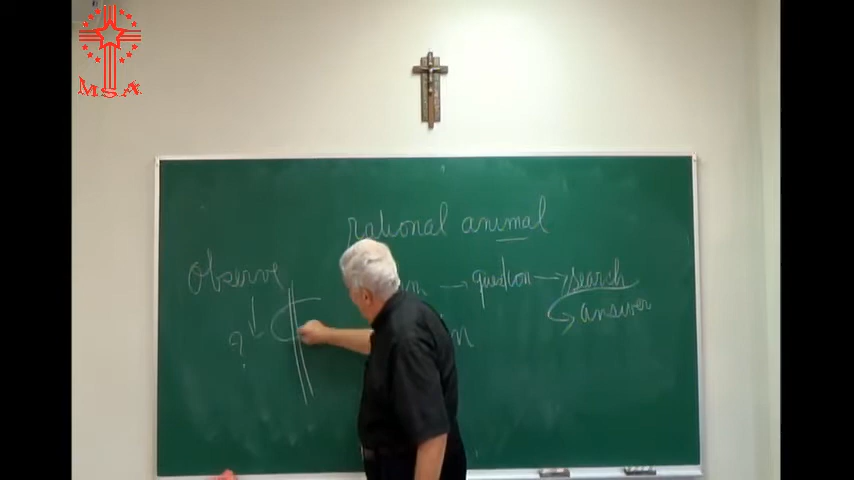 MSA
rational animal
Observe
question → search
answer
?